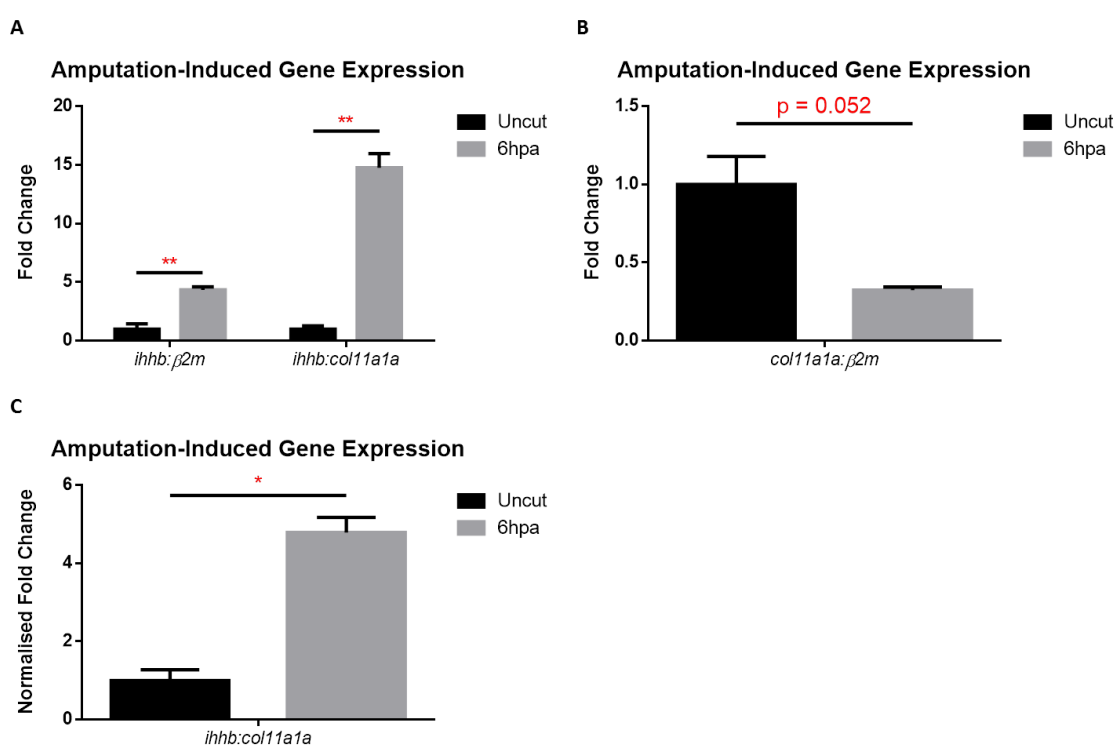 A
Amputation-Induced Gene Expression
20
15
10
5
0
Fold Change
**
**
Uncut
6hpa
ihhb:β2m
ihhb:col11a1a
B
Amputation-Induced Gene Expression
1.5
1.0
0.5
0.0
Fold Change
p = 0.052
Uncut
6hpa
col11a1a:β2m
C
Amputation-Induced Gene Expression
6
4
2
0
Normalised Fold Change
*
Uncut
6hpa
ihhb:col11a1a